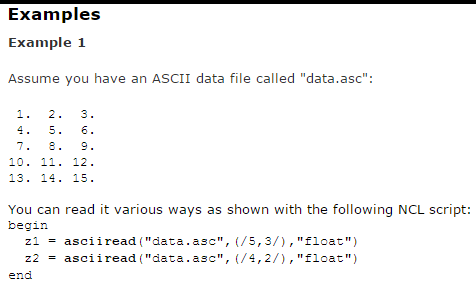 Examples
Example 1
Assume you have an ASCII data file called "data.asc":
1. 2. 3.
4. 5. 6.
7. 8. 9.
10. 11. 12.
13. 14. 15.
You can read it various ways as shown with the following NCL script:
begin
z1 = asciiread("data.asc",(/5,3/),"float")
z2 = asciiread("data.asc",(/4,2/),"float")
end